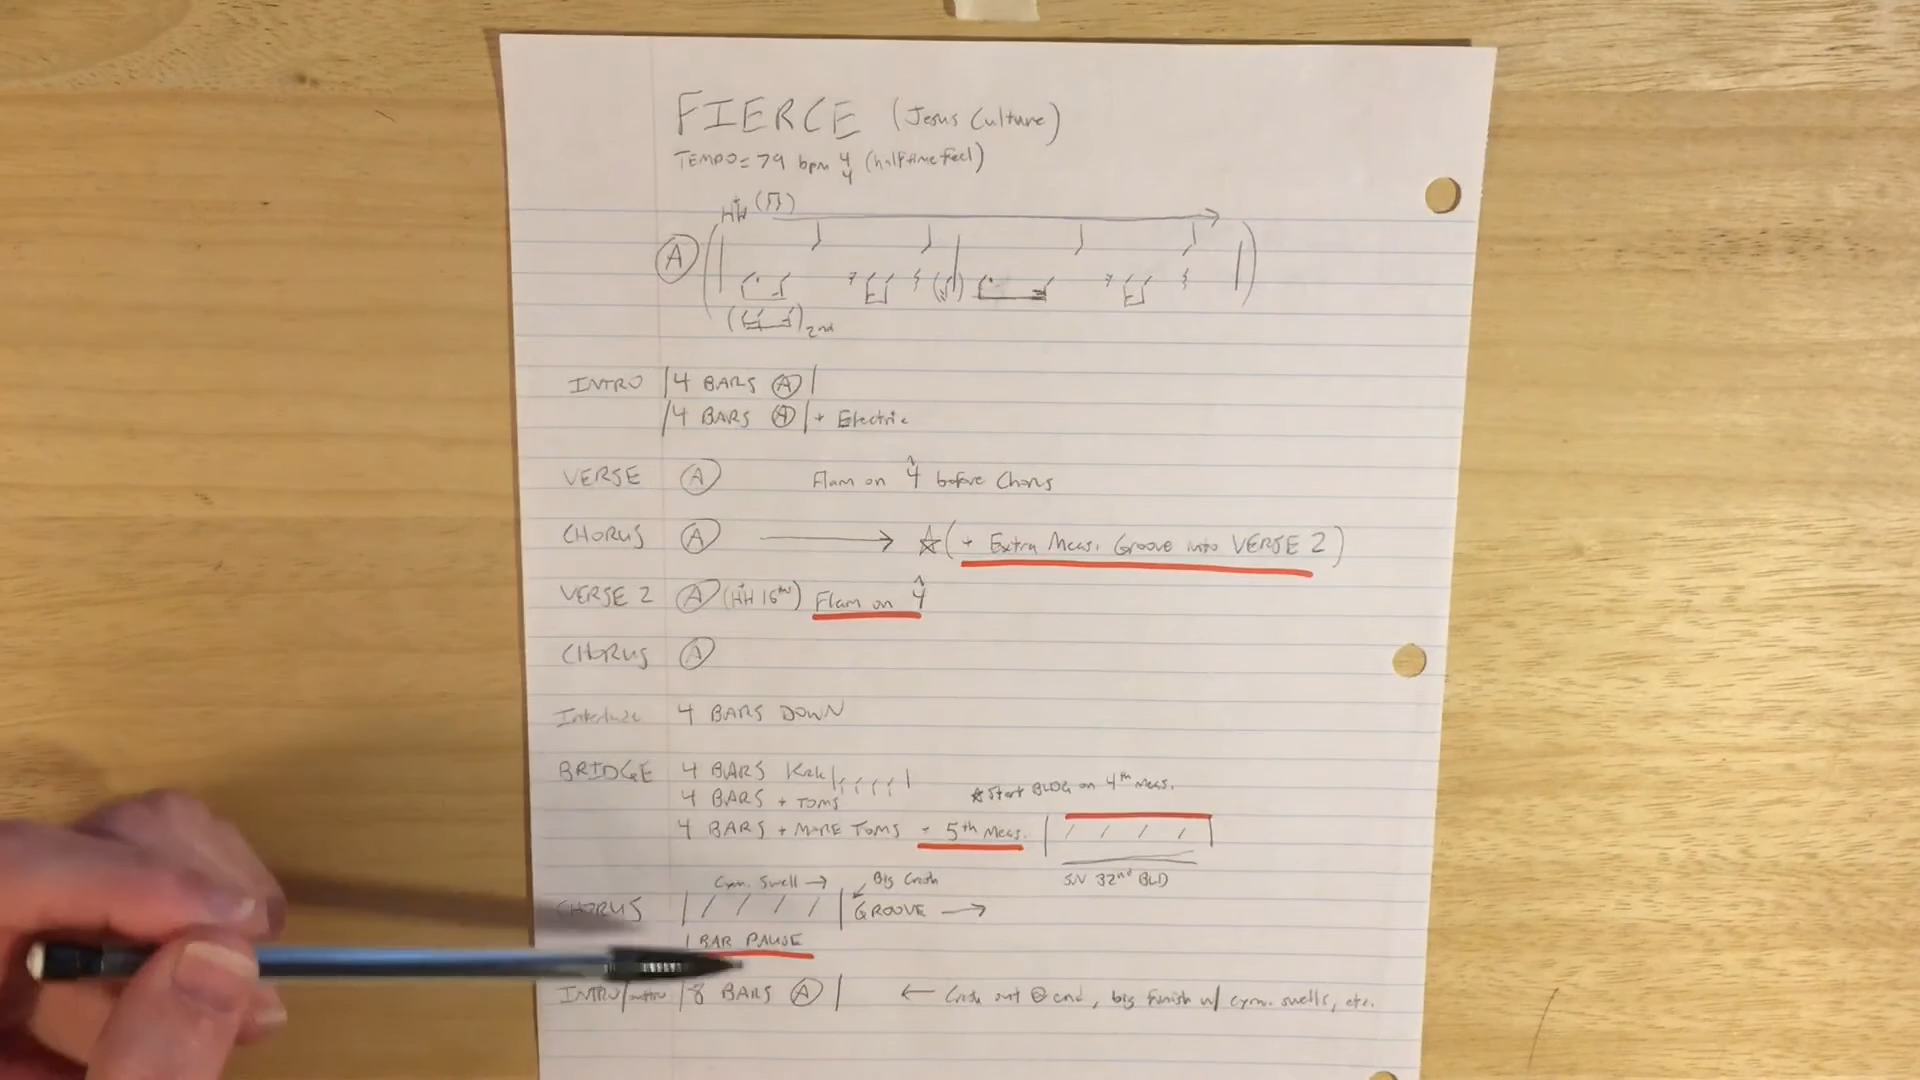 FIERCE (Jesus Culture)
TEMPO = 79 bpm 4/4 (halftime feel)
HH
A
2nd
INTRO |4 BARS A|
|4 BARS A| + Electric
VERSE A Flam on 4 before Chorus
CHORUS A → ☆ (+ Extra Meas. Groove into VERSE 2)
VERSE 2 A (HH 16ths) Flam on 4
CHORUS A
Interlude 4 BARS DOWN
BRIDGE 4 BARS Kick
4 BARS + TOMS ☆ Start BLDG on 4th Meas.
4 BARS + MORE TOMS - 5th Meas. | / / / / |
SN 32nd BLD
Cym. Swell → Big Crash
CHORUS | / / / / | GROOVE →
1 BAR PAUSE
INTRO/outro |8 BARS A| ← Crash out @ end, big finish w/ cym. swells, etc.